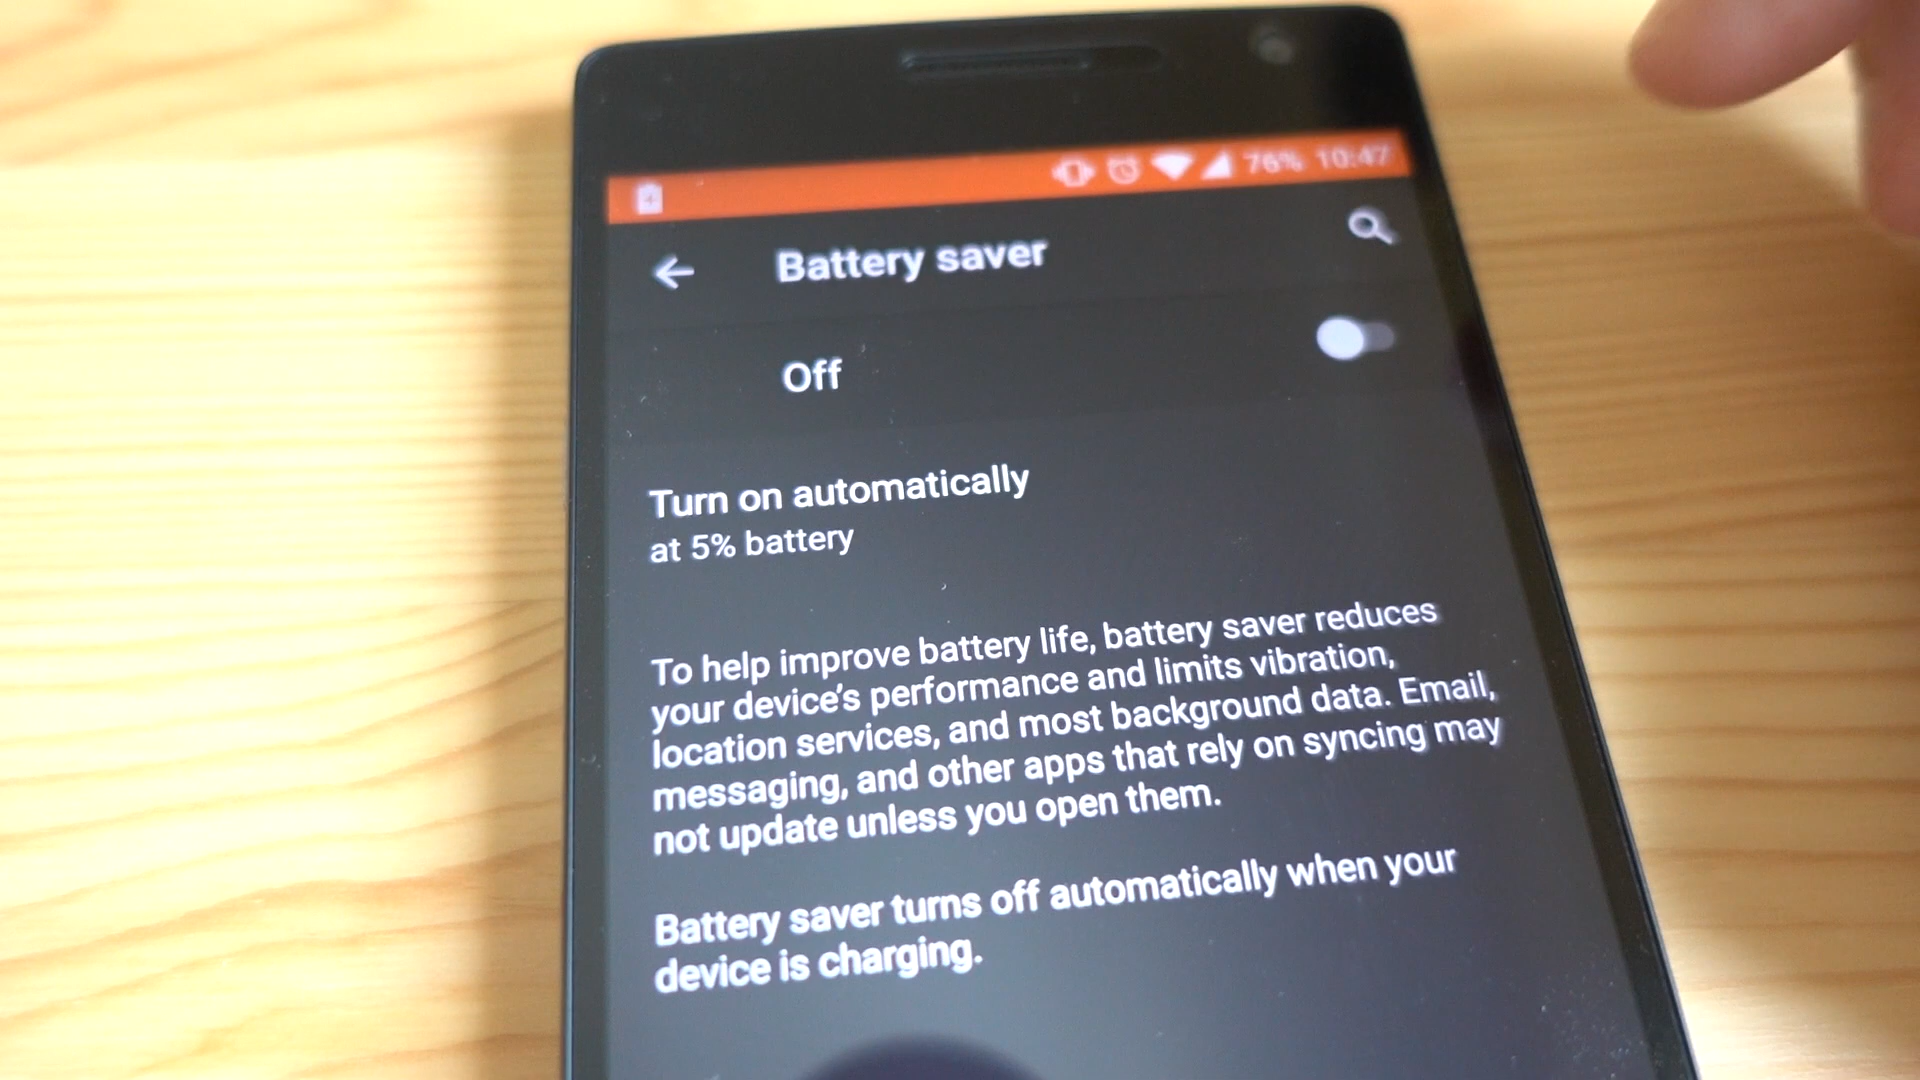 76% 10:47
Battery saver
Off
Turn on automatically
at 5% battery
To help improve battery life, battery saver reduces
your device's performance and limits vibration,
location services, and most background data. Email,
messaging, and other apps that rely on syncing may
not update unless you open them.
Battery saver turns off automatically when your
device is charging.